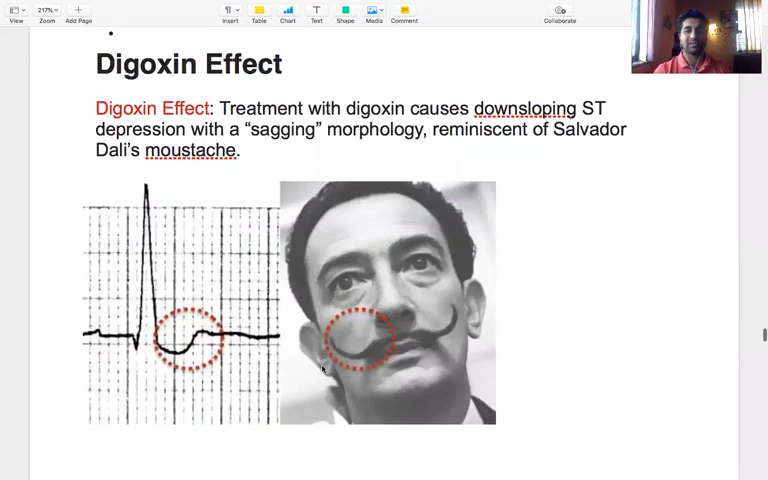 217%
View
Zoom
Add Page
Insert
Table
Chart
Text
Shape
Media
Comment
Collaborate
Digoxin Effect
Digoxin Effect: Treatment with digoxin causes downsloping ST
depression with a “sagging” morphology, reminiscent of Salvador
Dali’s moustache.